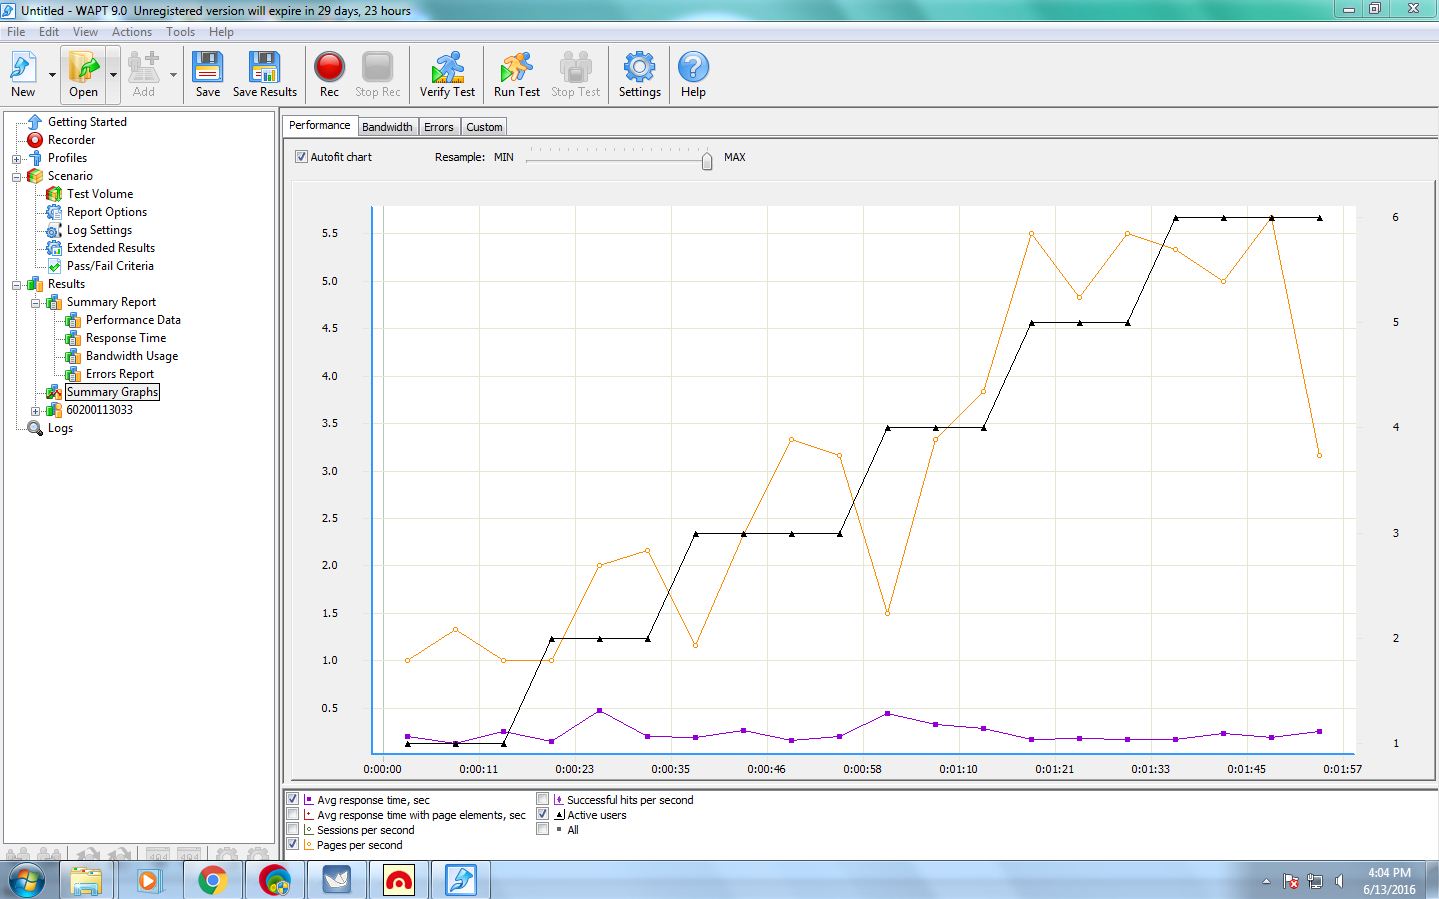 Untitled - WAPT 9.0 Unregistered version will expire in 29 days, 23 hours
File Edit View Actions Tools Help
New Open Add Save Save Results Rec Stop Rec Verify Test Run Test Stop Test Settings Help
Getting Started
Recorder
Profiles
Scenario
Test Volume
Report Options
Log Settings
Extended Results
Pass/Fail Criteria
Results
Summary Report
Performance Data
Response Time
Bandwidth Usage
Errors Report
Summary Graphs
60200113033
Logs
Performance Bandwidth Errors Custom
Autofit chart Resample: MIN MAX
5.5
5.0
4.5
4.0
3.5
3.0
2.5
2.0
1.5
1.0
0.5
6
5
4
3
2
1
0:00:00 0:00:11 0:00:23 0:00:35 0:00:46 0:00:58 0:01:10 0:01:21 0:01:33 0:01:45 0:01:57
Avg response time, sec
Avg response time with page elements, sec
Sessions per second
Pages per second
Successful hits per second
Active users
All
4:04 PM
6/13/2016